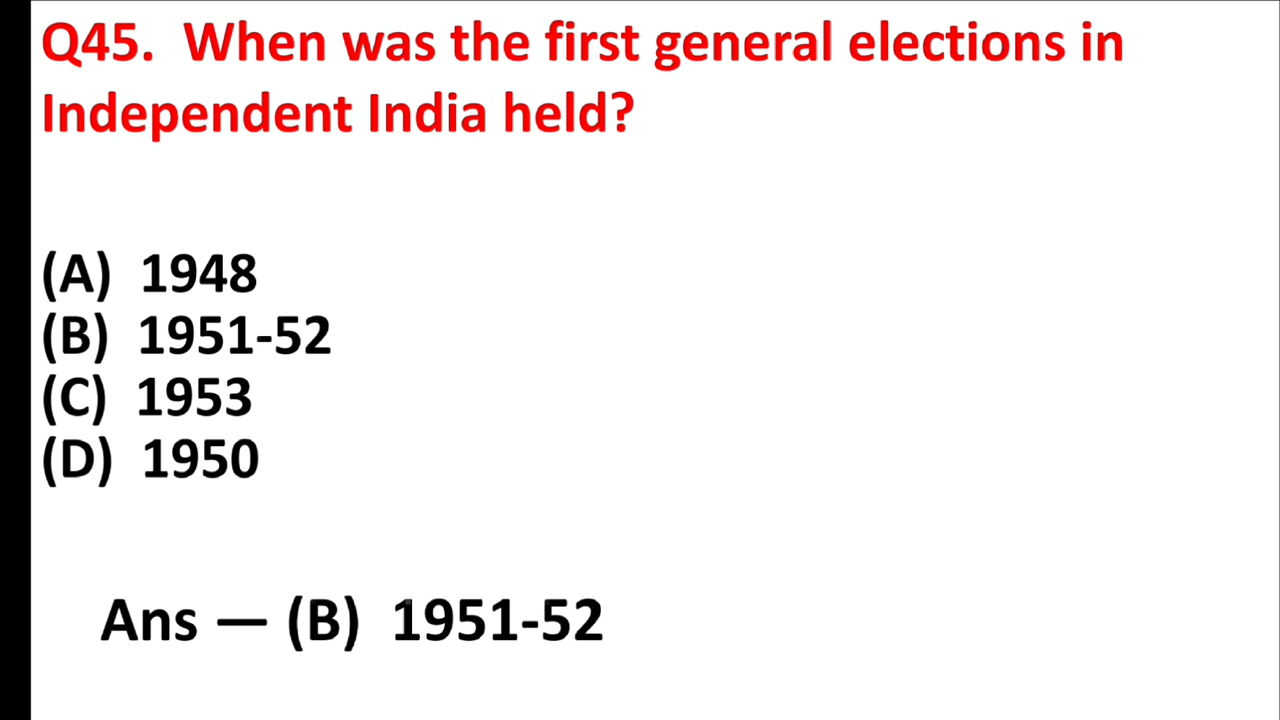 Q45. When was the first general elections in
Independent India held?
(A) 1948
(B) 1951-52
(C) 1953
(D) 1950
Ans — (B) 1951-52